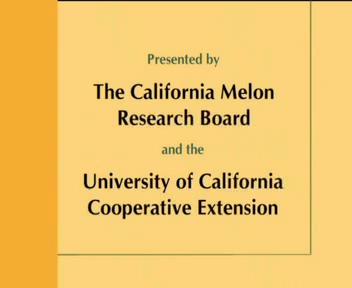 Presented by
The California Melon
Research Board
and the
University of California
Cooperative Extension